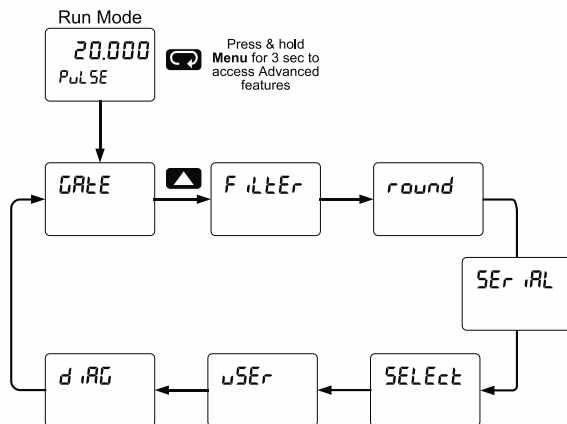 Run Mode
20.000
PuLSE
Press & hold
Menu for 3 sec to
access Advanced
features
GAtE
FiLtEr
round
SEriAL
diAG
uSEr
SELEct